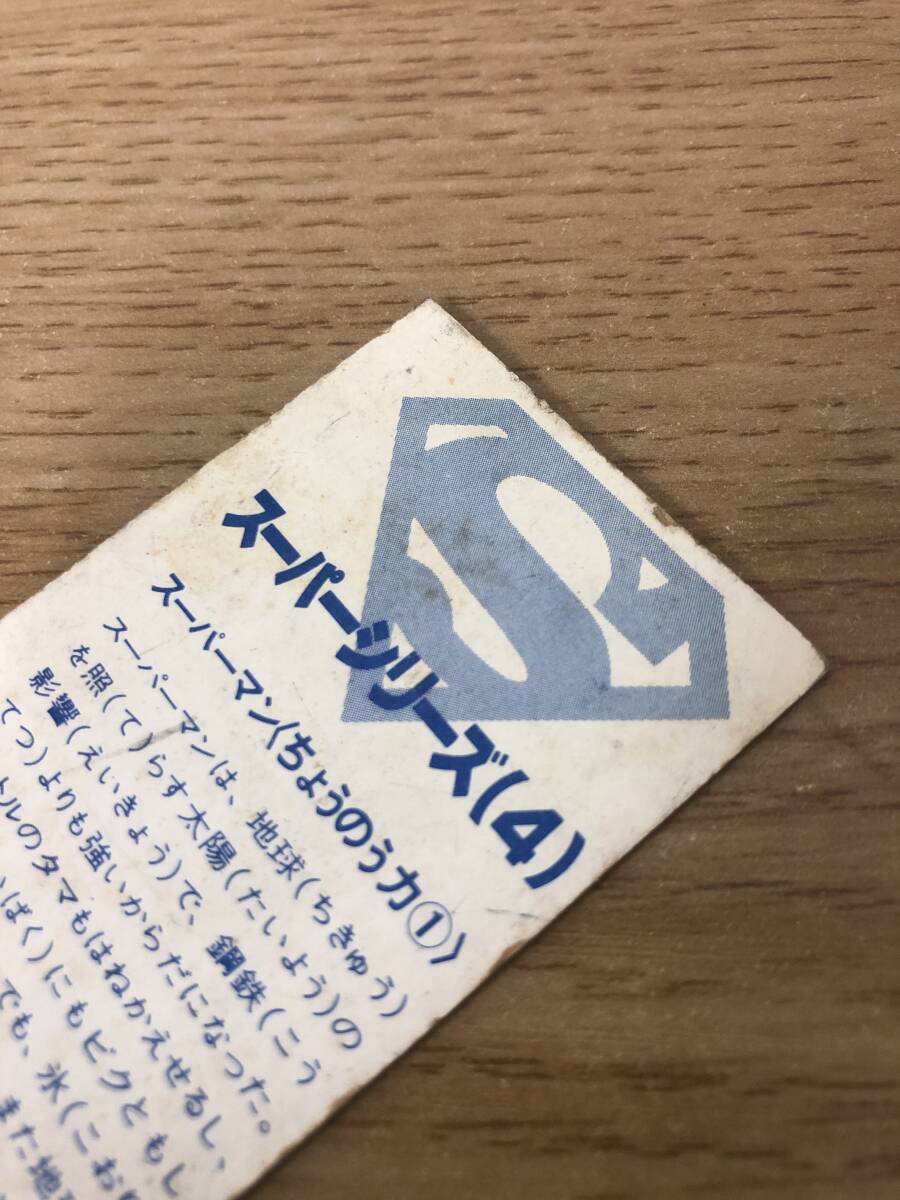 S
スーパーシリーズ(4)
スーパーマン〈ちょうのう力①〉
スーパーマンは、地球(ちきゅう)
を照(て)らす太陽(たいよう)の
影響(えいきょう)で、鋼鉄(こう
てつ)よりも強いからだになった。
トルのタマもはねかえせるし、
ばく)にもビクともし
でも、氷(こお
また地